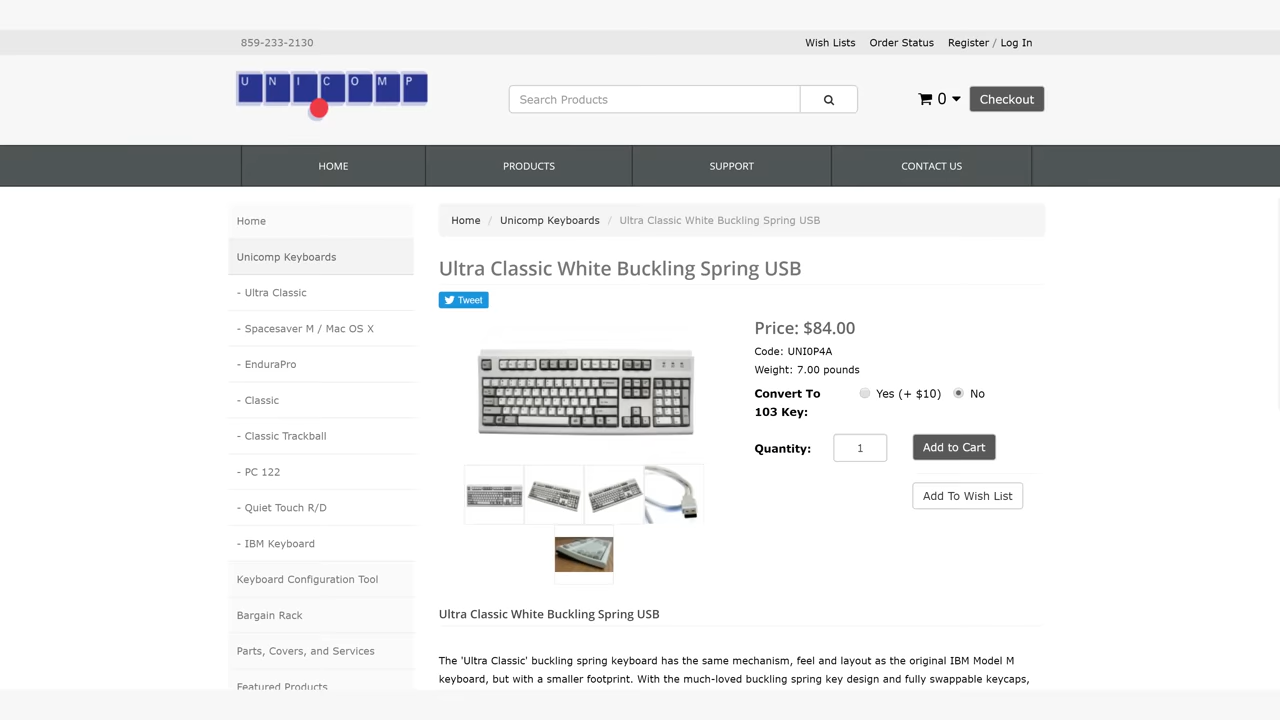 859-233-2130
Wish Lists Order Status Register / Log In
UNICOMP
Search Products
0
Checkout
HOME PRODUCTS SUPPORT CONTACT US
Home
Unicomp Keyboards
- Ultra Classic
- Spacesaver M / Mac OS X
- EnduraPro
- Classic
- Classic Trackball
- PC 122
- Quiet Touch R/D
- IBM Keyboard
Keyboard Configuration Tool
Bargain Rack
Parts, Covers, and Services
Featured Products
Home / Unicomp Keyboards / Ultra Classic White Buckling Spring USB
Ultra Classic White Buckling Spring USB
Tweet
Price: $84.00
Code: UNI0P4A
Weight: 7.00 pounds
Convert To 103 Key: Yes (+ $10) No
Quantity: 1 Add to Cart
Add To Wish List
Ultra Classic White Buckling Spring USB
The 'Ultra Classic' buckling spring keyboard has the same mechanism, feel and layout as the original IBM Model M
keyboard, but with a smaller footprint. With the much-loved buckling spring key design and fully swappable keycaps,